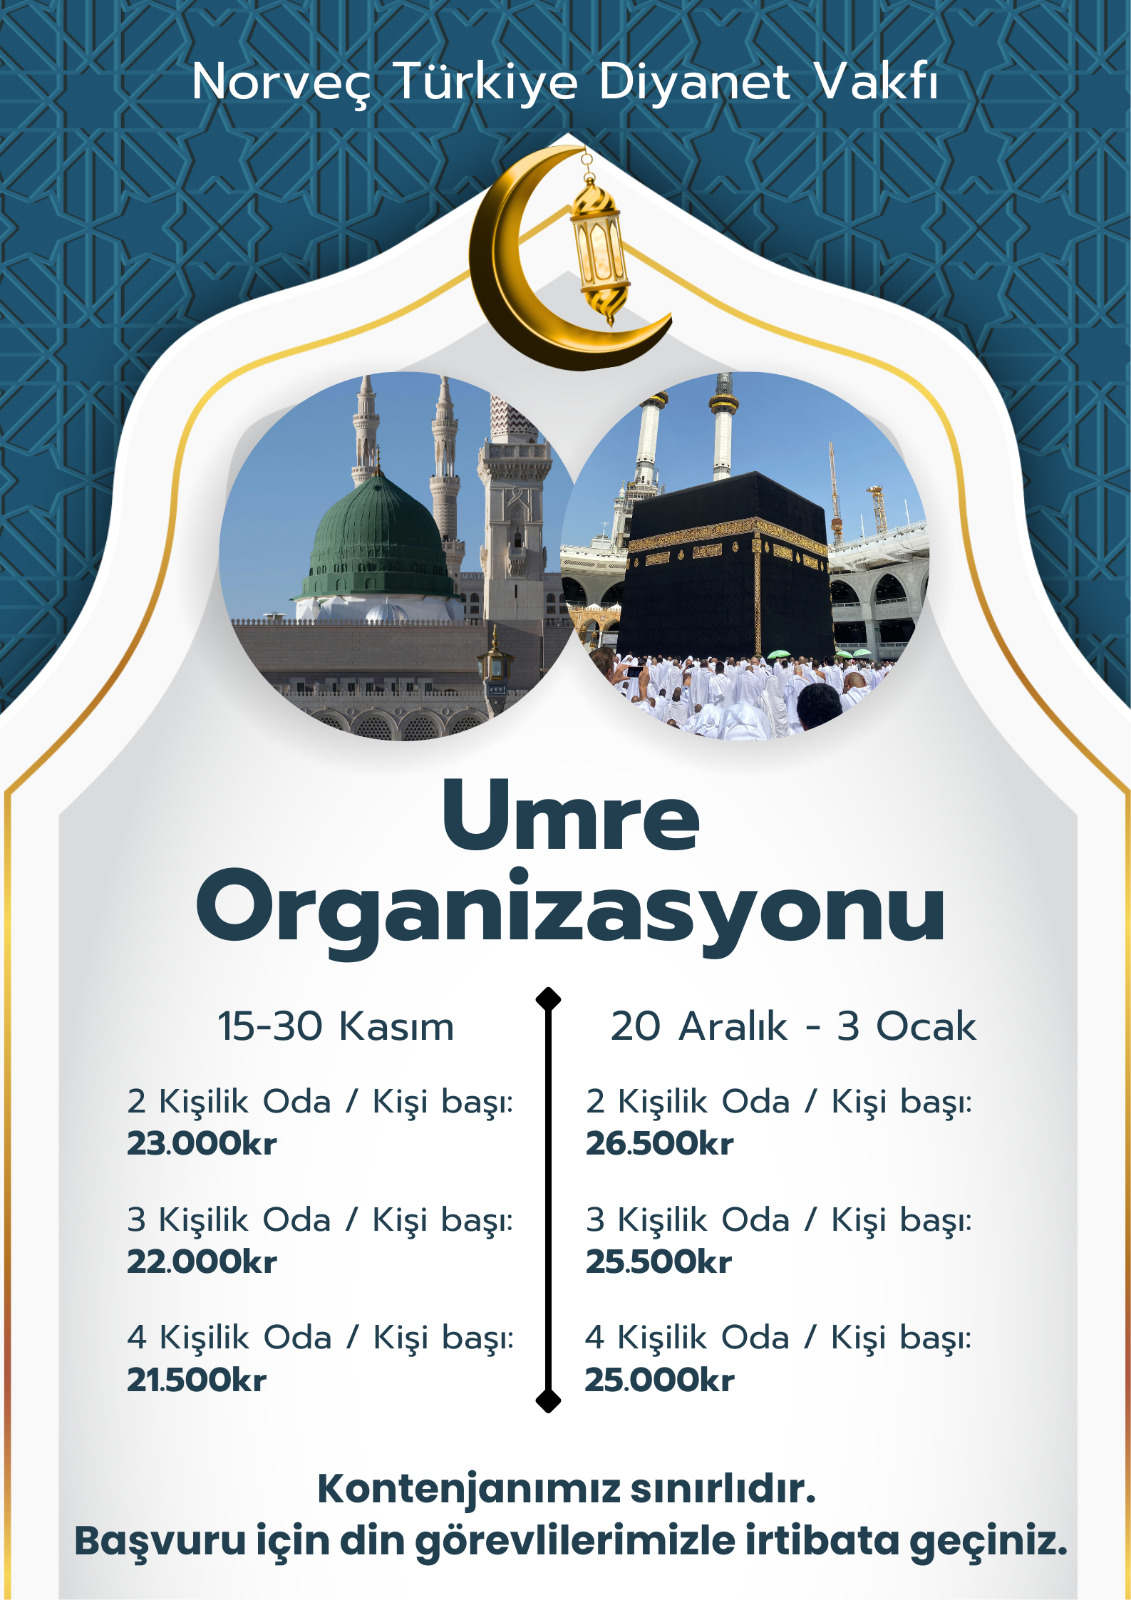 Norveç Türkiye Diyanet Vakfı
Umre
Organizasyonu
15-30 Kasım
2 Kişilik Oda / Kişi başı:
23.000kr
3 Kişilik Oda / Kişi başı:
22.000kr
4 Kişilik Oda / Kişi başı:
21.500kr
20 Aralık - 3 Ocak
2 Kişilik Oda / Kişi başı:
26.500kr
3 Kişilik Oda / Kişi başı:
25.500kr
4 Kişilik Oda / Kişi başı:
25.000kr
Kontenjanımız sınırlıdır.
Başvuru için din görevlilerimizle irtibata geçiniz.